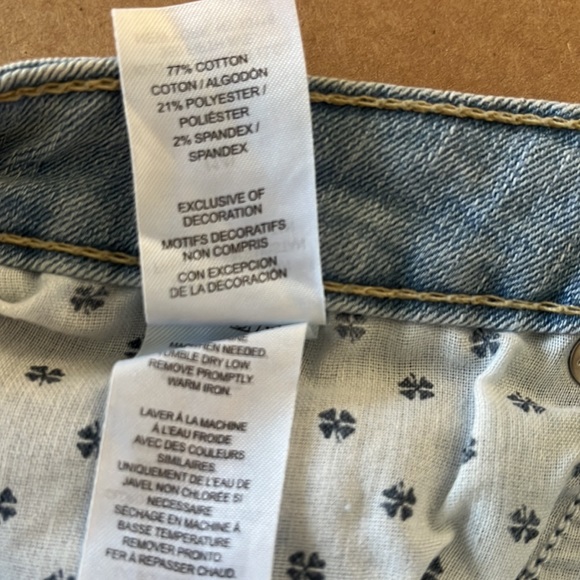 77% COTTON
COTON / ALGODÓN
21% POLYESTER /
POLIÉSTER
2% SPANDEX /
SPANDEX
EXCLUSIVE OF
DECORATION
MOTIFS DECORATIFS
NON COMPRIS
CON EXCEPCION
DE LA DECORACIÓN
WHEN NEEDED.
TUMBLE DRY LOW.
REMOVE PROMPTLY.
WARM IRON.
LAVER À LA MACHINE
À L'EAU FROIDE
AVEC DES COULEURS
SIMILAIRES.
UNIQUEMENT DE L'EAU DE
JAVEL NON CHLORÉE SI
NECESSAIRE
SÉCHAGE EN MACHINE À
BASSE TEMPÉRATURE.
REMOVER PRONTO.
FER À REPASSER CHAUD.